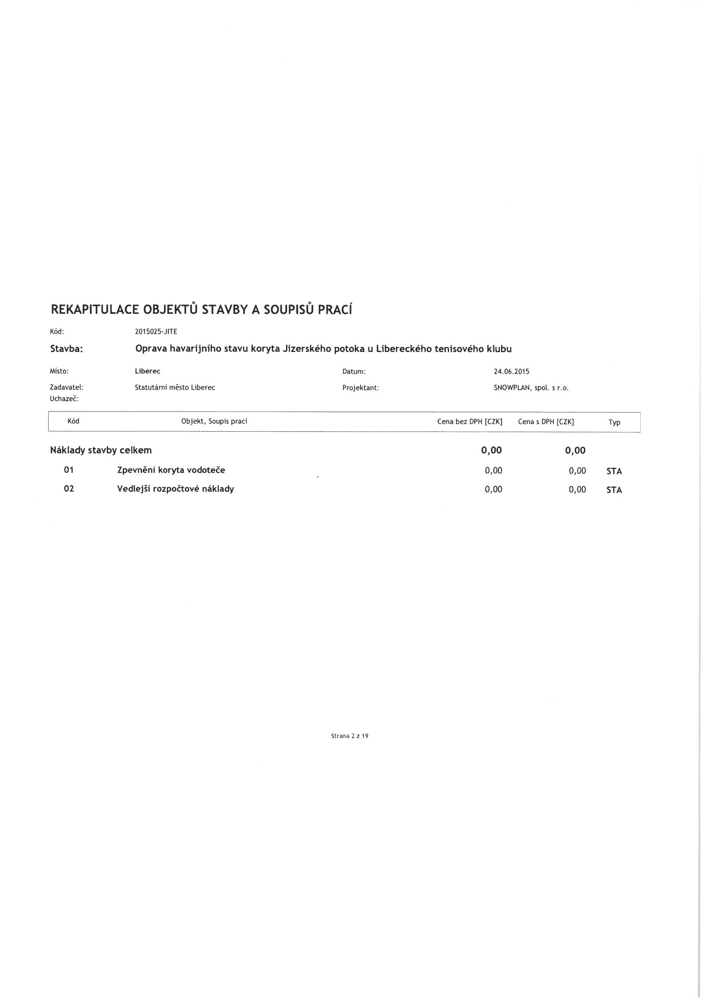 REKAPITULACE OBJEKTŮ STAVBY A SOUPISŮ PRACÍ
Kód: 2015025-JITE
Stavba: Oprava havarijního stavu koryta Jizerského potoka u Libereckého tenisového klubu
Místo: Liberec Datum: 24.06.2015
Zadavatel: Statutární město Liberec Projektant: SNOWPLAN, spol. s r.o.
Uchazeč:
Kód Objekt, Soupis prací Cena bez DPH [CZK] Cena s DPH [CZK] Typ
Náklady stavby celkem 0,00 0,00
01 Zpevnění koryta vodoteče 0,00 0,00 STA
02 Vedlejší rozpočtové náklady 0,00 0,00 STA
Strana 2 z 19